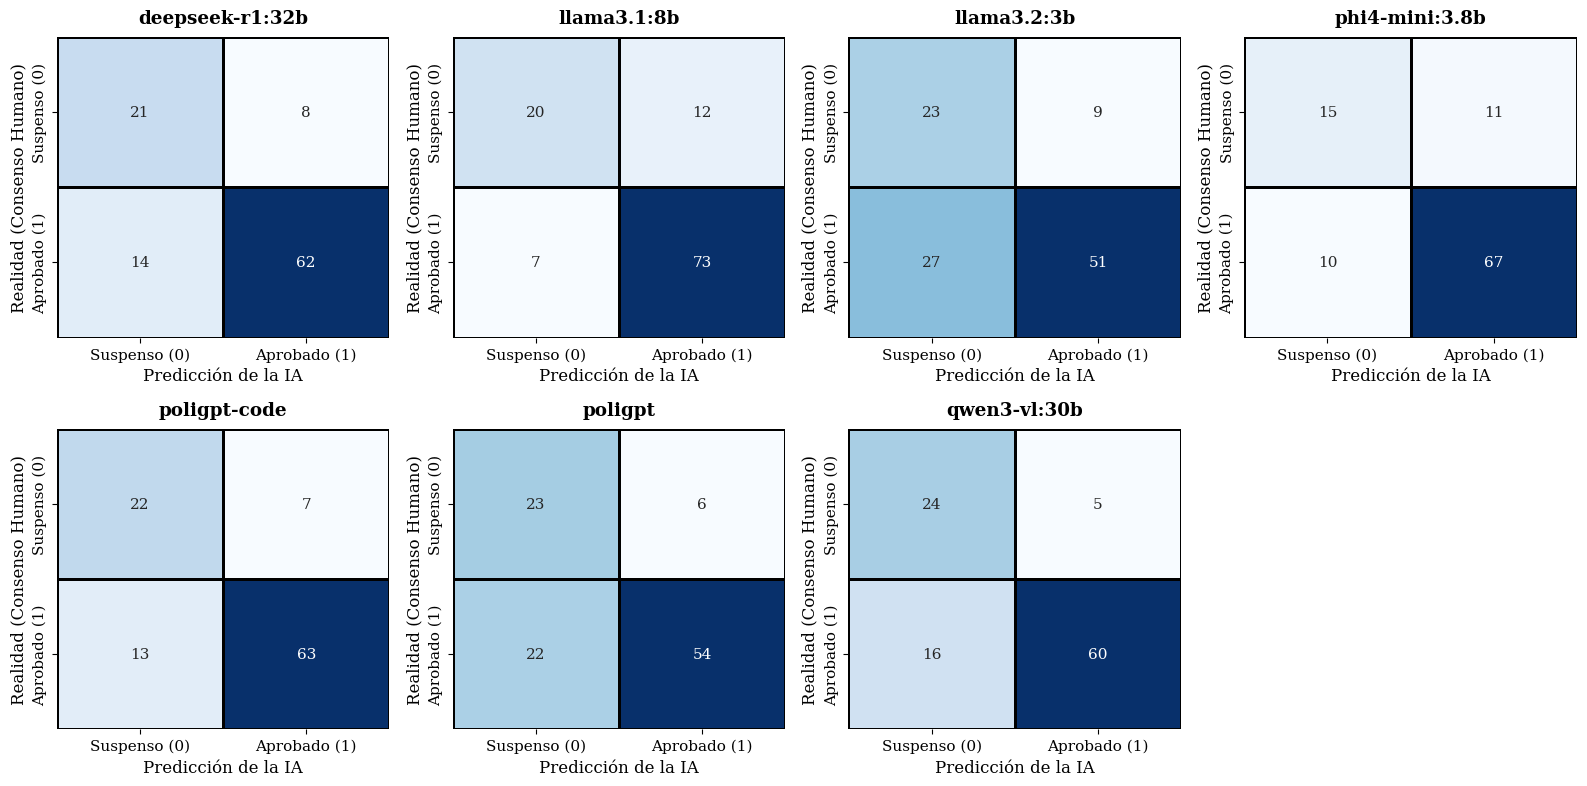 deepseek-r1:32b
Realidad (Consenso Humano)
Suspenso (0)
Aprobado (1)
21
8
14
62
Suspenso (0)
Aprobado (1)
Predicción de la IA
llama3.1:8b
Realidad (Consenso Humano)
Suspenso (0)
Aprobado (1)
20
12
7
73
Suspenso (0)
Aprobado (1)
Predicción de la IA
llama3.2:3b
Realidad (Consenso Humano)
Suspenso (0)
Aprobado (1)
23
9
27
51
Suspenso (0)
Aprobado (1)
Predicción de la IA
phi4-mini:3.8b
Realidad (Consenso Humano)
Suspenso (0)
Aprobado (1)
15
11
10
67
Suspenso (0)
Aprobado (1)
Predicción de la IA
poligpt-code
Realidad (Consenso Humano)
Suspenso (0)
Aprobado (1)
22
7
13
63
Suspenso (0)
Aprobado (1)
Predicción de la IA
poligpt
Realidad (Consenso Humano)
Suspenso (0)
Aprobado (1)
23
6
22
54
Suspenso (0)
Aprobado (1)
Predicción de la IA
qwen3-vl:30b
Realidad (Consenso Humano)
Suspenso (0)
Aprobado (1)
24
5
16
60
Suspenso (0)
Aprobado (1)
Predicción de la IA